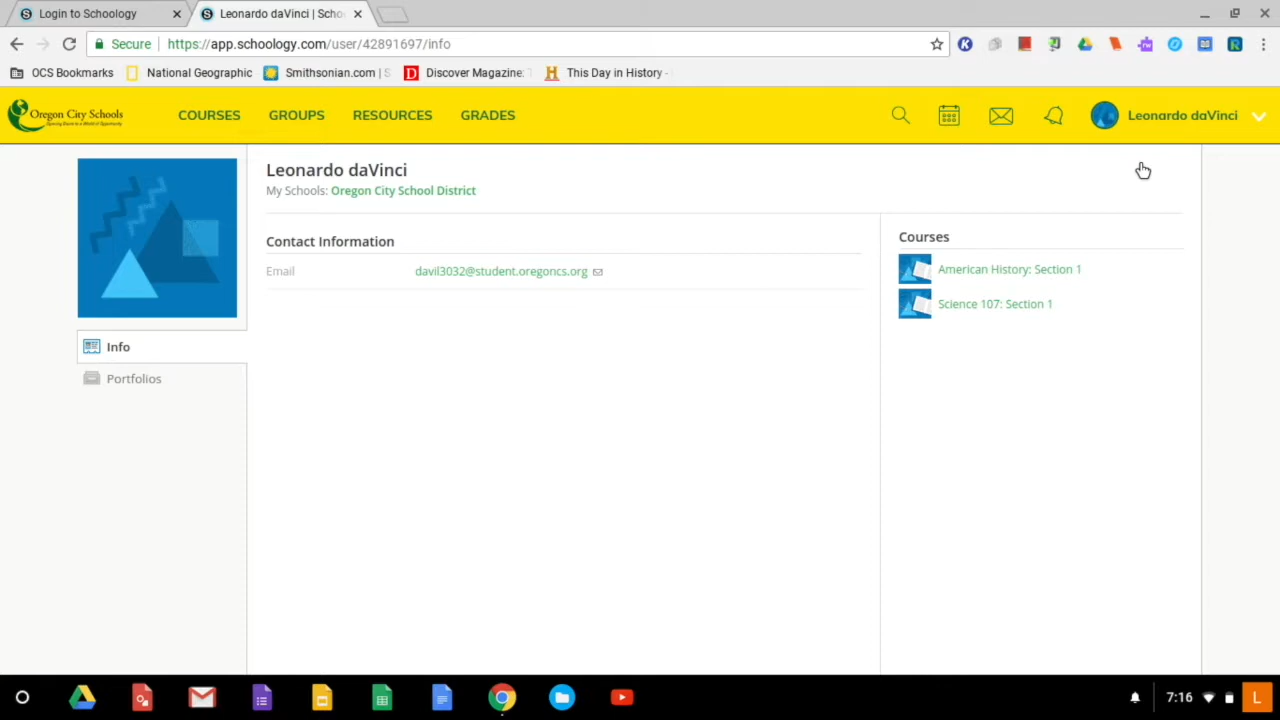 Login to Schoology
Leonardo daVinci | Scho
Secure https://app.schoology.com/user/42891697/info
OCS Bookmarks National Geographic Smithsonian.com | S Discover Magazine: This Day in History -
Oregon City Schools COURSES GROUPS RESOURCES GRADES Leonardo daVinci
Leonardo daVinci
My Schools: Oregon City School District
Contact Information
Email davil3032@student.oregoncs.org
Courses
American History: Section 1
Science 107: Section 1
Info
Portfolios
7:16 L